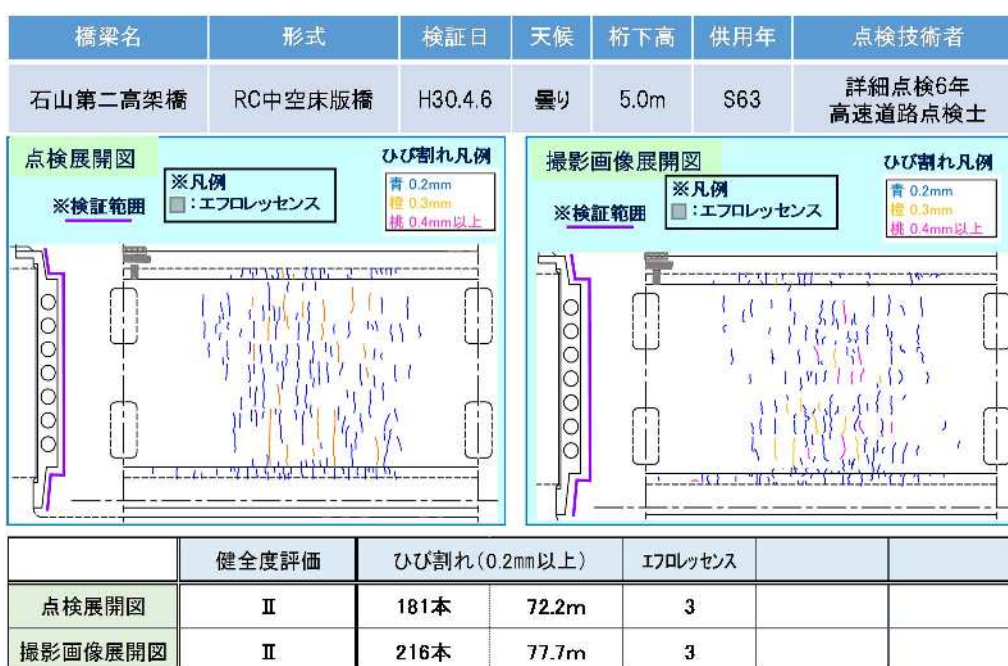 橋梁名 形式 検証日 天候 桁下高 供用年 点検技術者
石山第二高架橋 RC中空床版橋 H30.4.6 曇り 5.0m S63 詳細点検6年
高速道路点検士
点検展開図
ひび割れ凡例
※凡例
■:エフロレッセンス
※検証範囲
青 0.2mm
橙 0.3mm
桃 0.4mm以上
撮影画像展開図
ひび割れ凡例
※凡例
■:エフロレッセンス
※検証範囲
青 0.2mm
橙 0.3mm
桃 0.4mm以上
健全度評価 ひび割れ(0.2mm以上) エフロレッセンス
点検展開図 Ⅱ 181本 72.2m 3
撮影画像展開図 Ⅱ 216本 77.7m 3